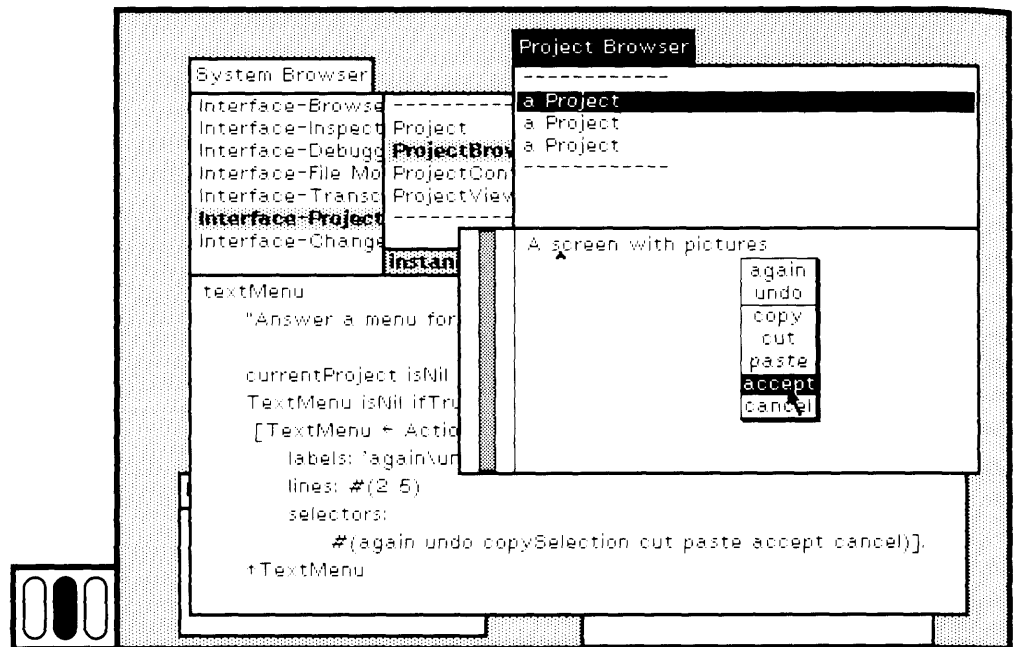 Project Browser
------------
a Project
a Project
a Project
------------
System Browser
Interface-Browse
Interface-Inspect
Interface-Debugg
Interface-File Mo
Interface-Transc
Interface-Project
Interface-Change
----------
Project
ProjectBrow
ProjectCon
ProjectView
----------
instan
A screen with pictures
again
undo
copy
cut
paste
accept
cancel
textMenu
"Answer a menu for
currentProject isNil
TextMenu isNil ifTru
[TextMenu ← Actio
labels: 'again\un
lines: #(2 5)
selectors:
#(again undo copySelection cut paste accept cancel)].
↑TextMenu